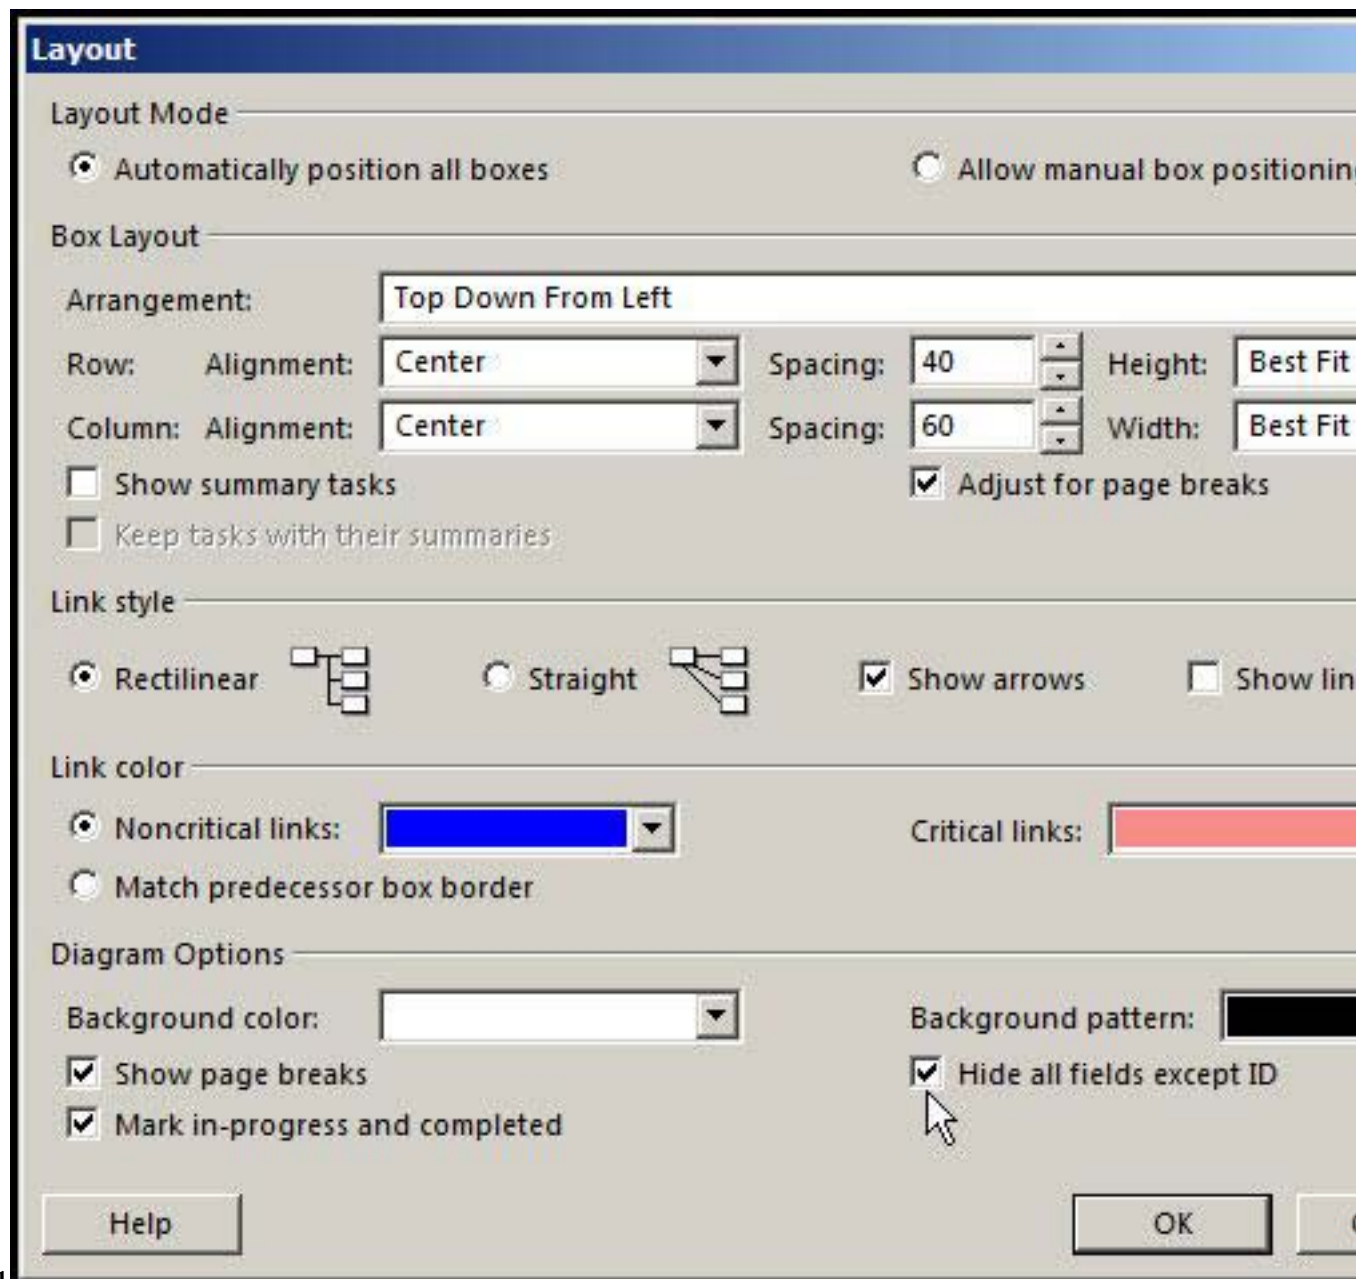 Layout
Layout Mode
Automatically position all boxes Allow manual box positioning
Box Layout
Arrangement: Top Down From Left
Row: Alignment: Center Spacing: 40 Height: Best Fit
Column: Alignment: Center Spacing: 60 Width: Best Fit
Show summary tasks Adjust for page breaks
Keep tasks with their summaries
Link style
Rectilinear Straight Show arrows Show lin
Link color
Noncritical links: Critical links:
Match predecessor box border
Diagram Options
Background color: Background pattern:
Show page breaks Hide all fields except ID
Mark in-progress and completed
Help OK